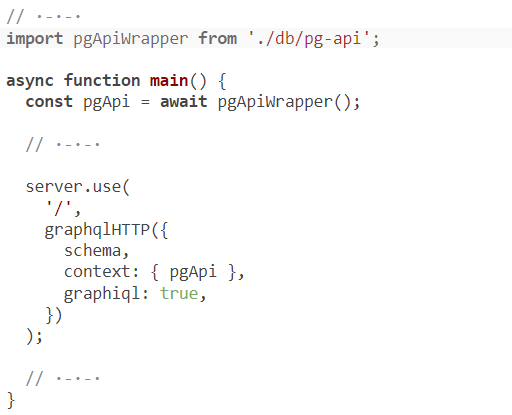 // ·-·-·
import pgApiWrapper from './db/pg-api';
async function main() {
const pgApi = await pgApiWrapper();
// ·-·-·
server.use(
'/',
graphqlHTTP({
schema,
context: { pgApi },
graphiql: true,
})
);
// ·-·-·
}